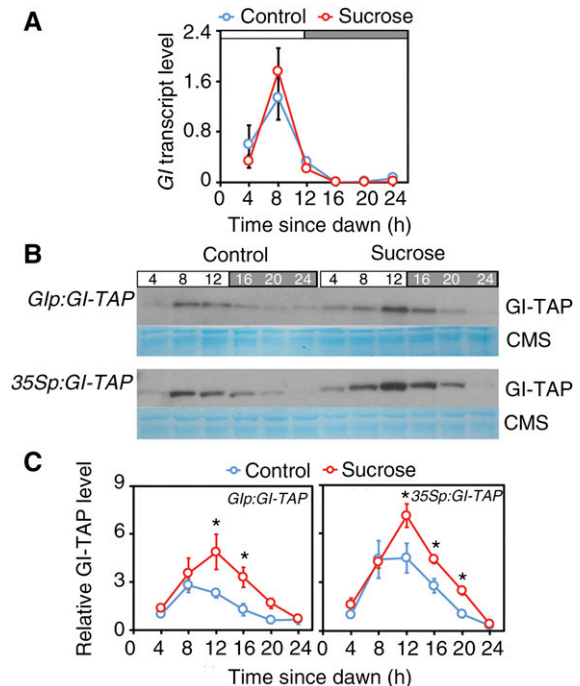 A
Control Sucrose
GI transcript level
2.4
1.6
0.8
0
0 4 8 12 16 20 24
Time since dawn (h)
B
Control Sucrose
4 8 12 16 20 24 4 8 12 16 20 24
GIp:GI-TAP GI-TAP
CMS
35Sp:GI-TAP GI-TAP
CMS
C
Control Sucrose
Relative GI-TAP level
9
6
3
0
GIp:GI-TAP * 35Sp:GI-TAP
* * * *
0 4 8 12 16 20 24 0 4 8 12 16 20 24
Time since dawn (h)